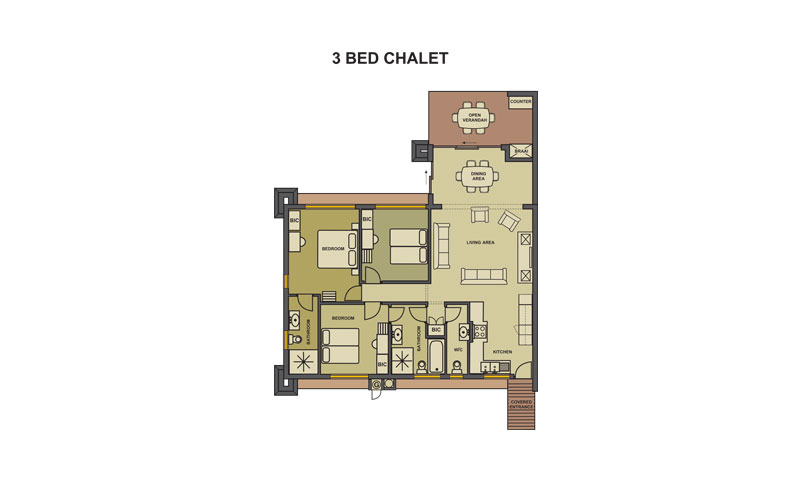 3 BED CHALET
COUNTER
OPEN
VERANDAH
BRAAI
DINING
AREA
BIC
BIC
BEDROOM
LIVING AREA
BEDROOM
BATHROOM
BIC
BATHROOM
BIC
W/C
KITCHEN
COVERED
ENTRANCE